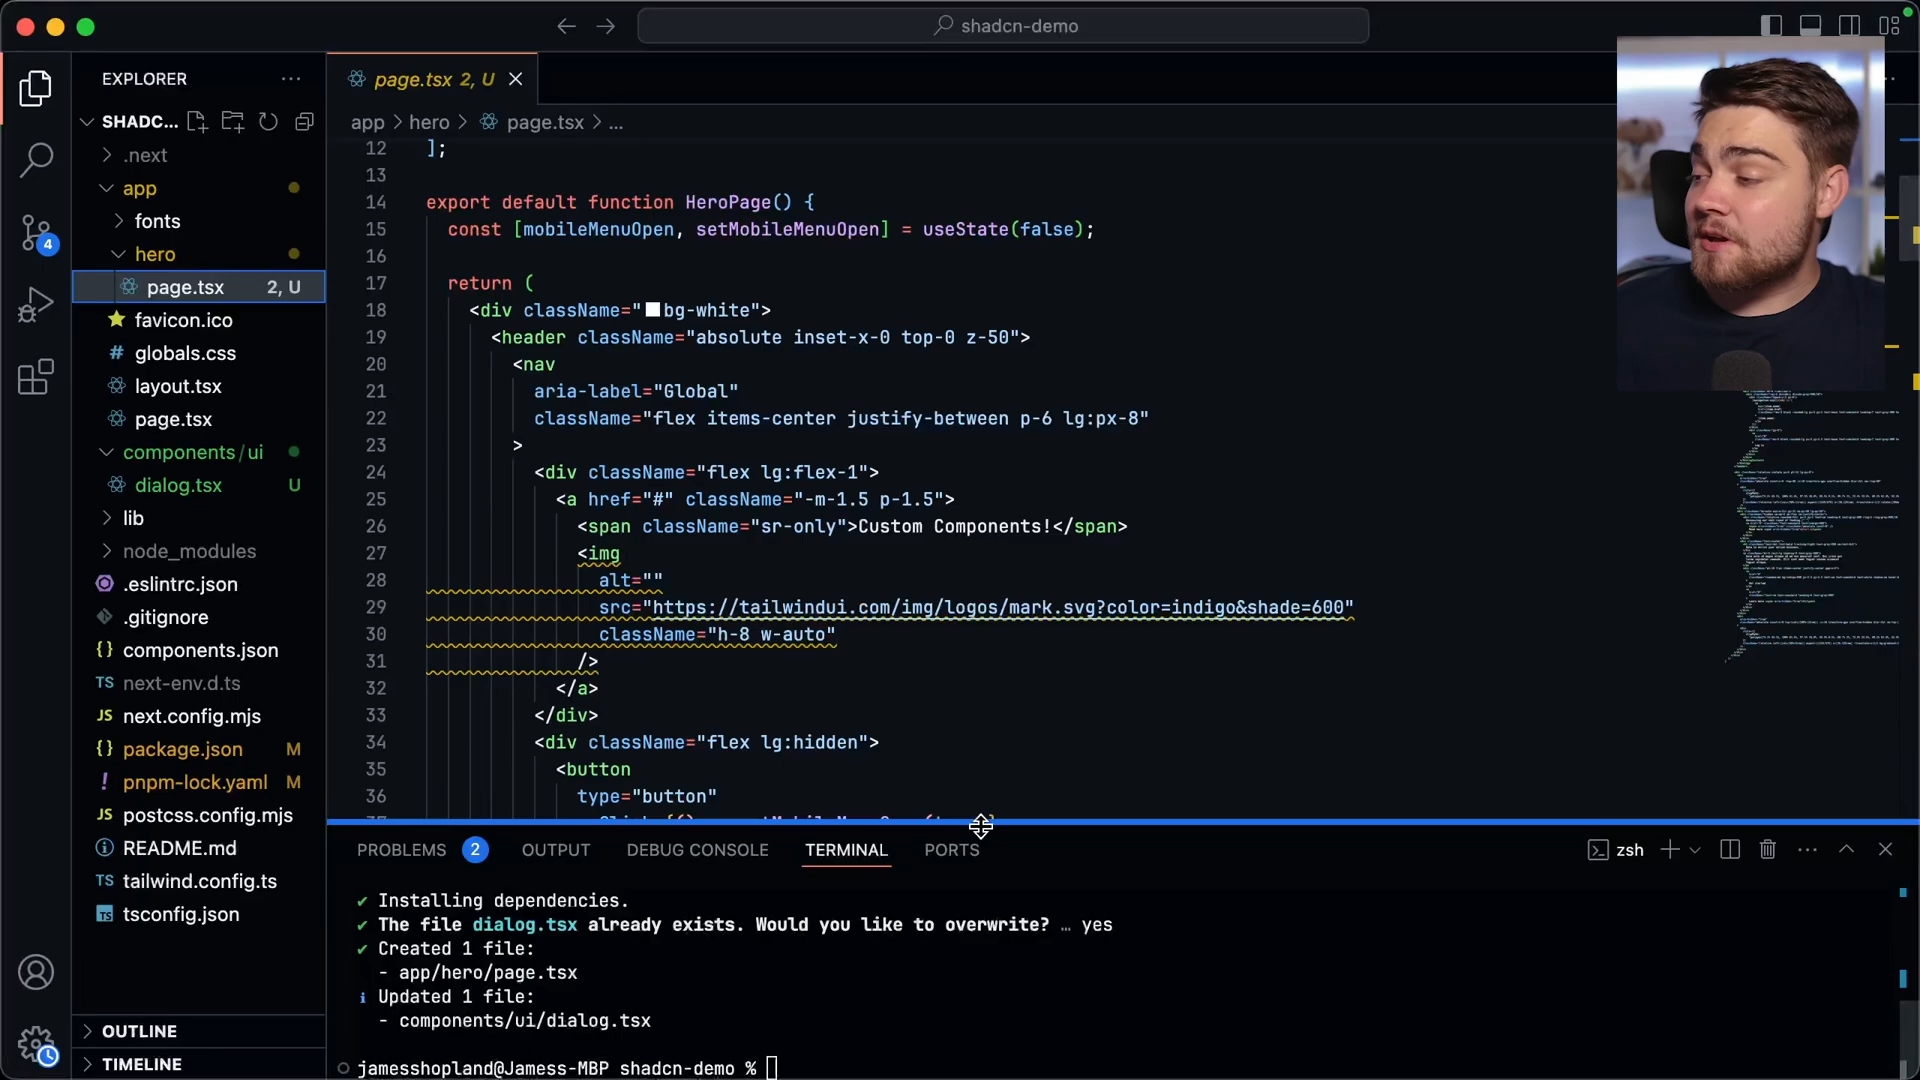 shadcn-demo
EXPLORER
SHADC...
.next
app
fonts
hero
page.tsx 2, U
favicon.ico
globals.css
layout.tsx
page.tsx
components/ui
dialog.tsx U
lib
node_modules
.eslintrc.json
.gitignore
components.json
next-env.d.ts
next.config.mjs
package.json M
pnpm-lock.yaml M
postcss.config.mjs
README.md
tailwind.config.ts
tsconfig.json
OUTLINE
TIMELINE
4
page.tsx 2, U
app > hero > page.tsx > ...
12 ];
13
14 export default function HeroPage() {
15 const [mobileMenuOpen, setMobileMenuOpen] = useState(false);
16
17 return (
18 <div className="bg-white">
19 <header className="absolute inset-x-0 top-0 z-50">
20 <nav
21 aria-label="Global"
22 className="flex items-center justify-between p-6 lg:px-8"
23 >
24 <div className="flex lg:flex-1">
25 <a href="#" className="-m-1.5 p-1.5">
26 <span className="sr-only">Custom Components!</span>
27 <img
28 alt=""
29 src="https://tailwindui.com/img/logos/mark.svg?color=indigo&shade=600"
30 className="h-8 w-auto"
31 />
32 </a>
33 </div>
34 <div className="flex lg:hidden">
35 <button
36 type="button"
PROBLEMS 2 OUTPUT DEBUG CONSOLE TERMINAL PORTS
zsh
✔ Installing dependencies.
✔ The file dialog.tsx already exists. Would you like to overwrite? … yes
✔ Created 1 file:
- app/hero/page.tsx
ℹ Updated 1 file:
- components/ui/dialog.tsx
jamesshopland@Jamess-MBP shadcn-demo %